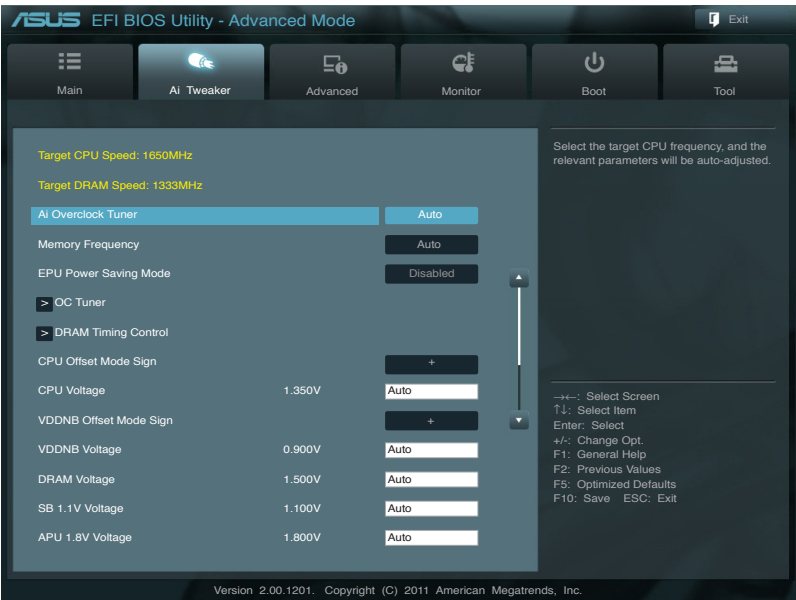 ASUS EFI BIOS Utility - Advanced Mode
Exit
Main
Ai Tweaker
Advanced
Monitor
Boot
Tool
Target CPU Speed: 1650MHz
Target DRAM Speed: 1333MHz
Ai Overclock Tuner Auto
Memory Frequency Auto
EPU Power Saving Mode Disabled
> OC Tuner
> DRAM Timing Control
CPU Offset Mode Sign +
CPU Voltage 1.350V Auto
VDDNB Offset Mode Sign +
VDDNB Voltage 0.900V Auto
DRAM Voltage 1.500V Auto
SB 1.1V Voltage 1.100V Auto
APU 1.8V Voltage 1.800V Auto
Select the target CPU frequency, and the
relevant parameters will be auto-adjusted.
→←: Select Screen
↑↓: Select Item
Enter: Select
+/-: Change Opt.
F1: General Help
F2: Previous Values
F5: Optimized Defaults
F10: Save ESC: Exit
Version 2.00.1201. Copyright (C) 2011 American Megatrends, Inc.